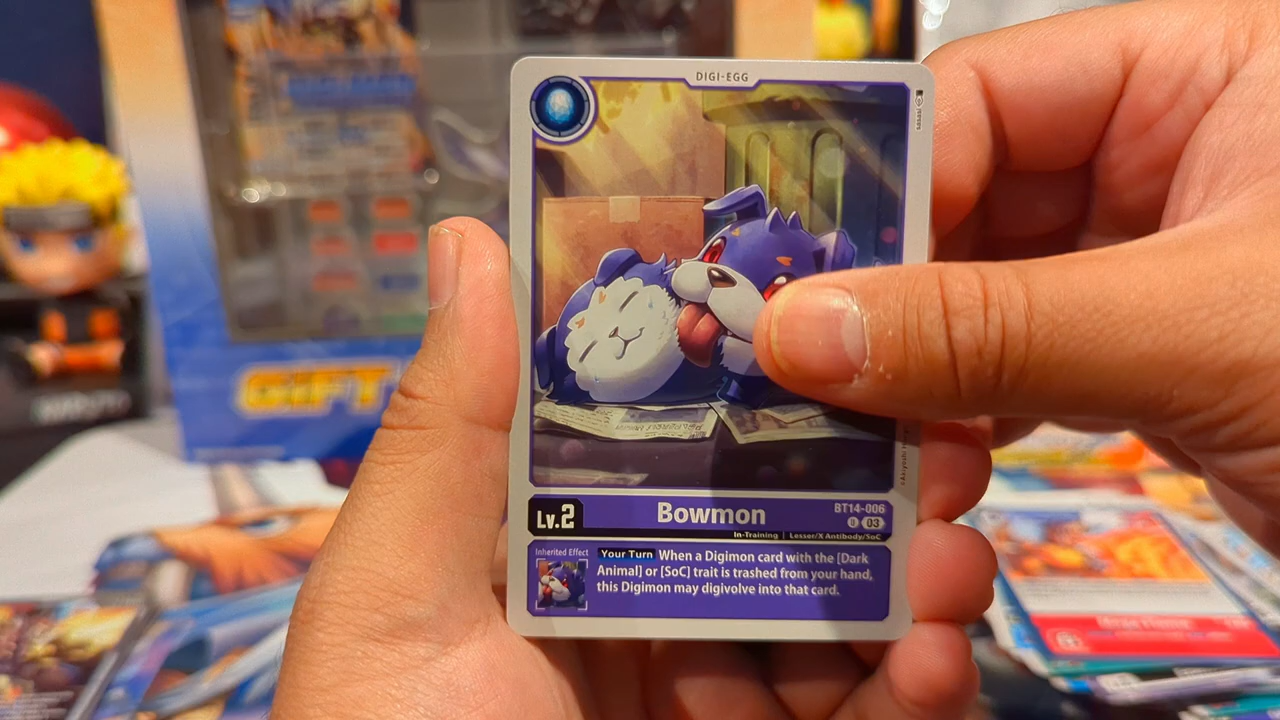 DIGI-EGG
GIFT
Lv.2
Bowmon
BT14-006
U 03
In-Training | Lesser/X Antibody/SoC
Inherited Effect
Your Turn When a Digimon card with the [Dark
Animal] or [SoC] trait is trashed from your hand,
this Digimon may digivolve into that card.